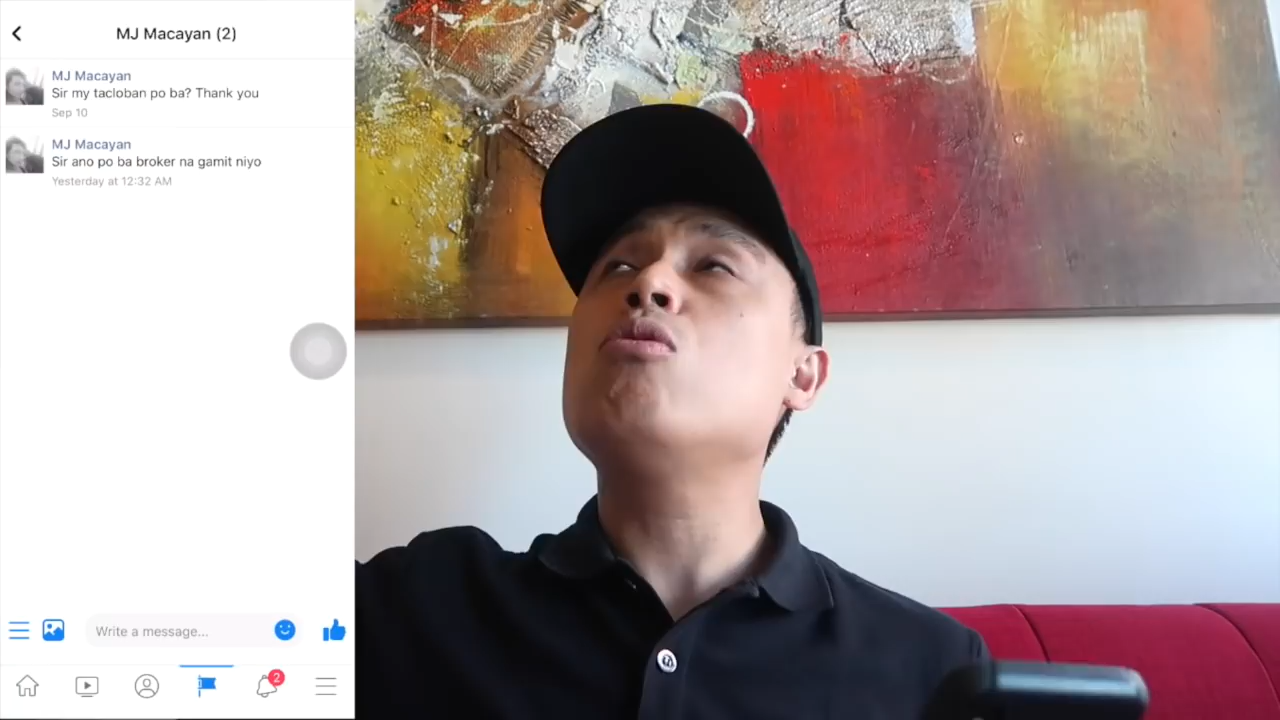 MJ Macayan (2)
MJ Macayan
Sir my tacloban po ba? Thank you
Sep 10
MJ Macayan
Sir ano po ba broker na gamit niyo
Yesterday at 12:32 AM
Write a message...
2